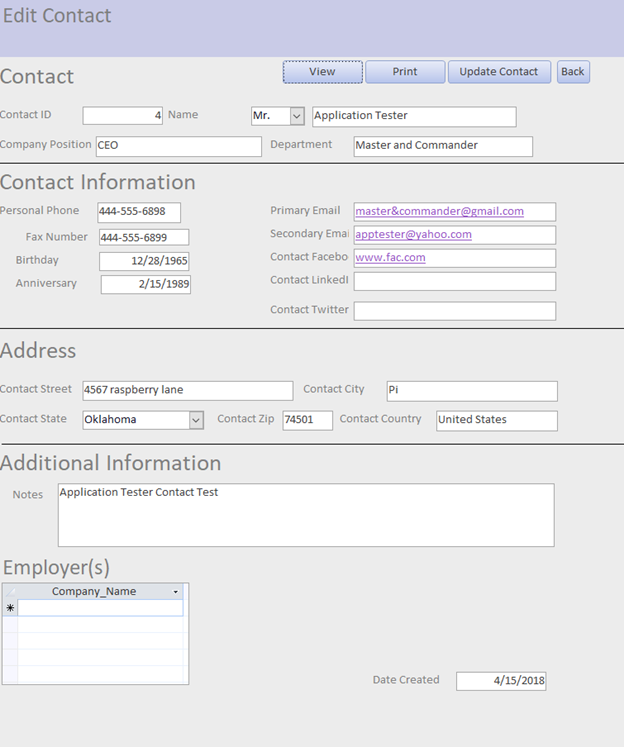 Edit Contact
View Print Update Contact Back
Contact
Contact ID 4 Name Mr. Application Tester
Company Position CEO Department Master and Commander
Contact Information
Personal Phone 444-555-6898 Primary Email master&commander@gmail.com
Fax Number 444-555-6899 Secondary Emai apptester@yahoo.com
Birthday 12/28/1965 Contact Facebo www.fac.com
Anniversary 2/15/1989 Contact LinkedI
Contact Twitter
Address
Contact Street 4567 raspberry lane Contact City Pi
Contact State Oklahoma Contact Zip 74501 Contact Country United States
Additional Information
Notes Application Tester Contact Test
Employer(s)
Company_Name
Date Created 4/15/2018